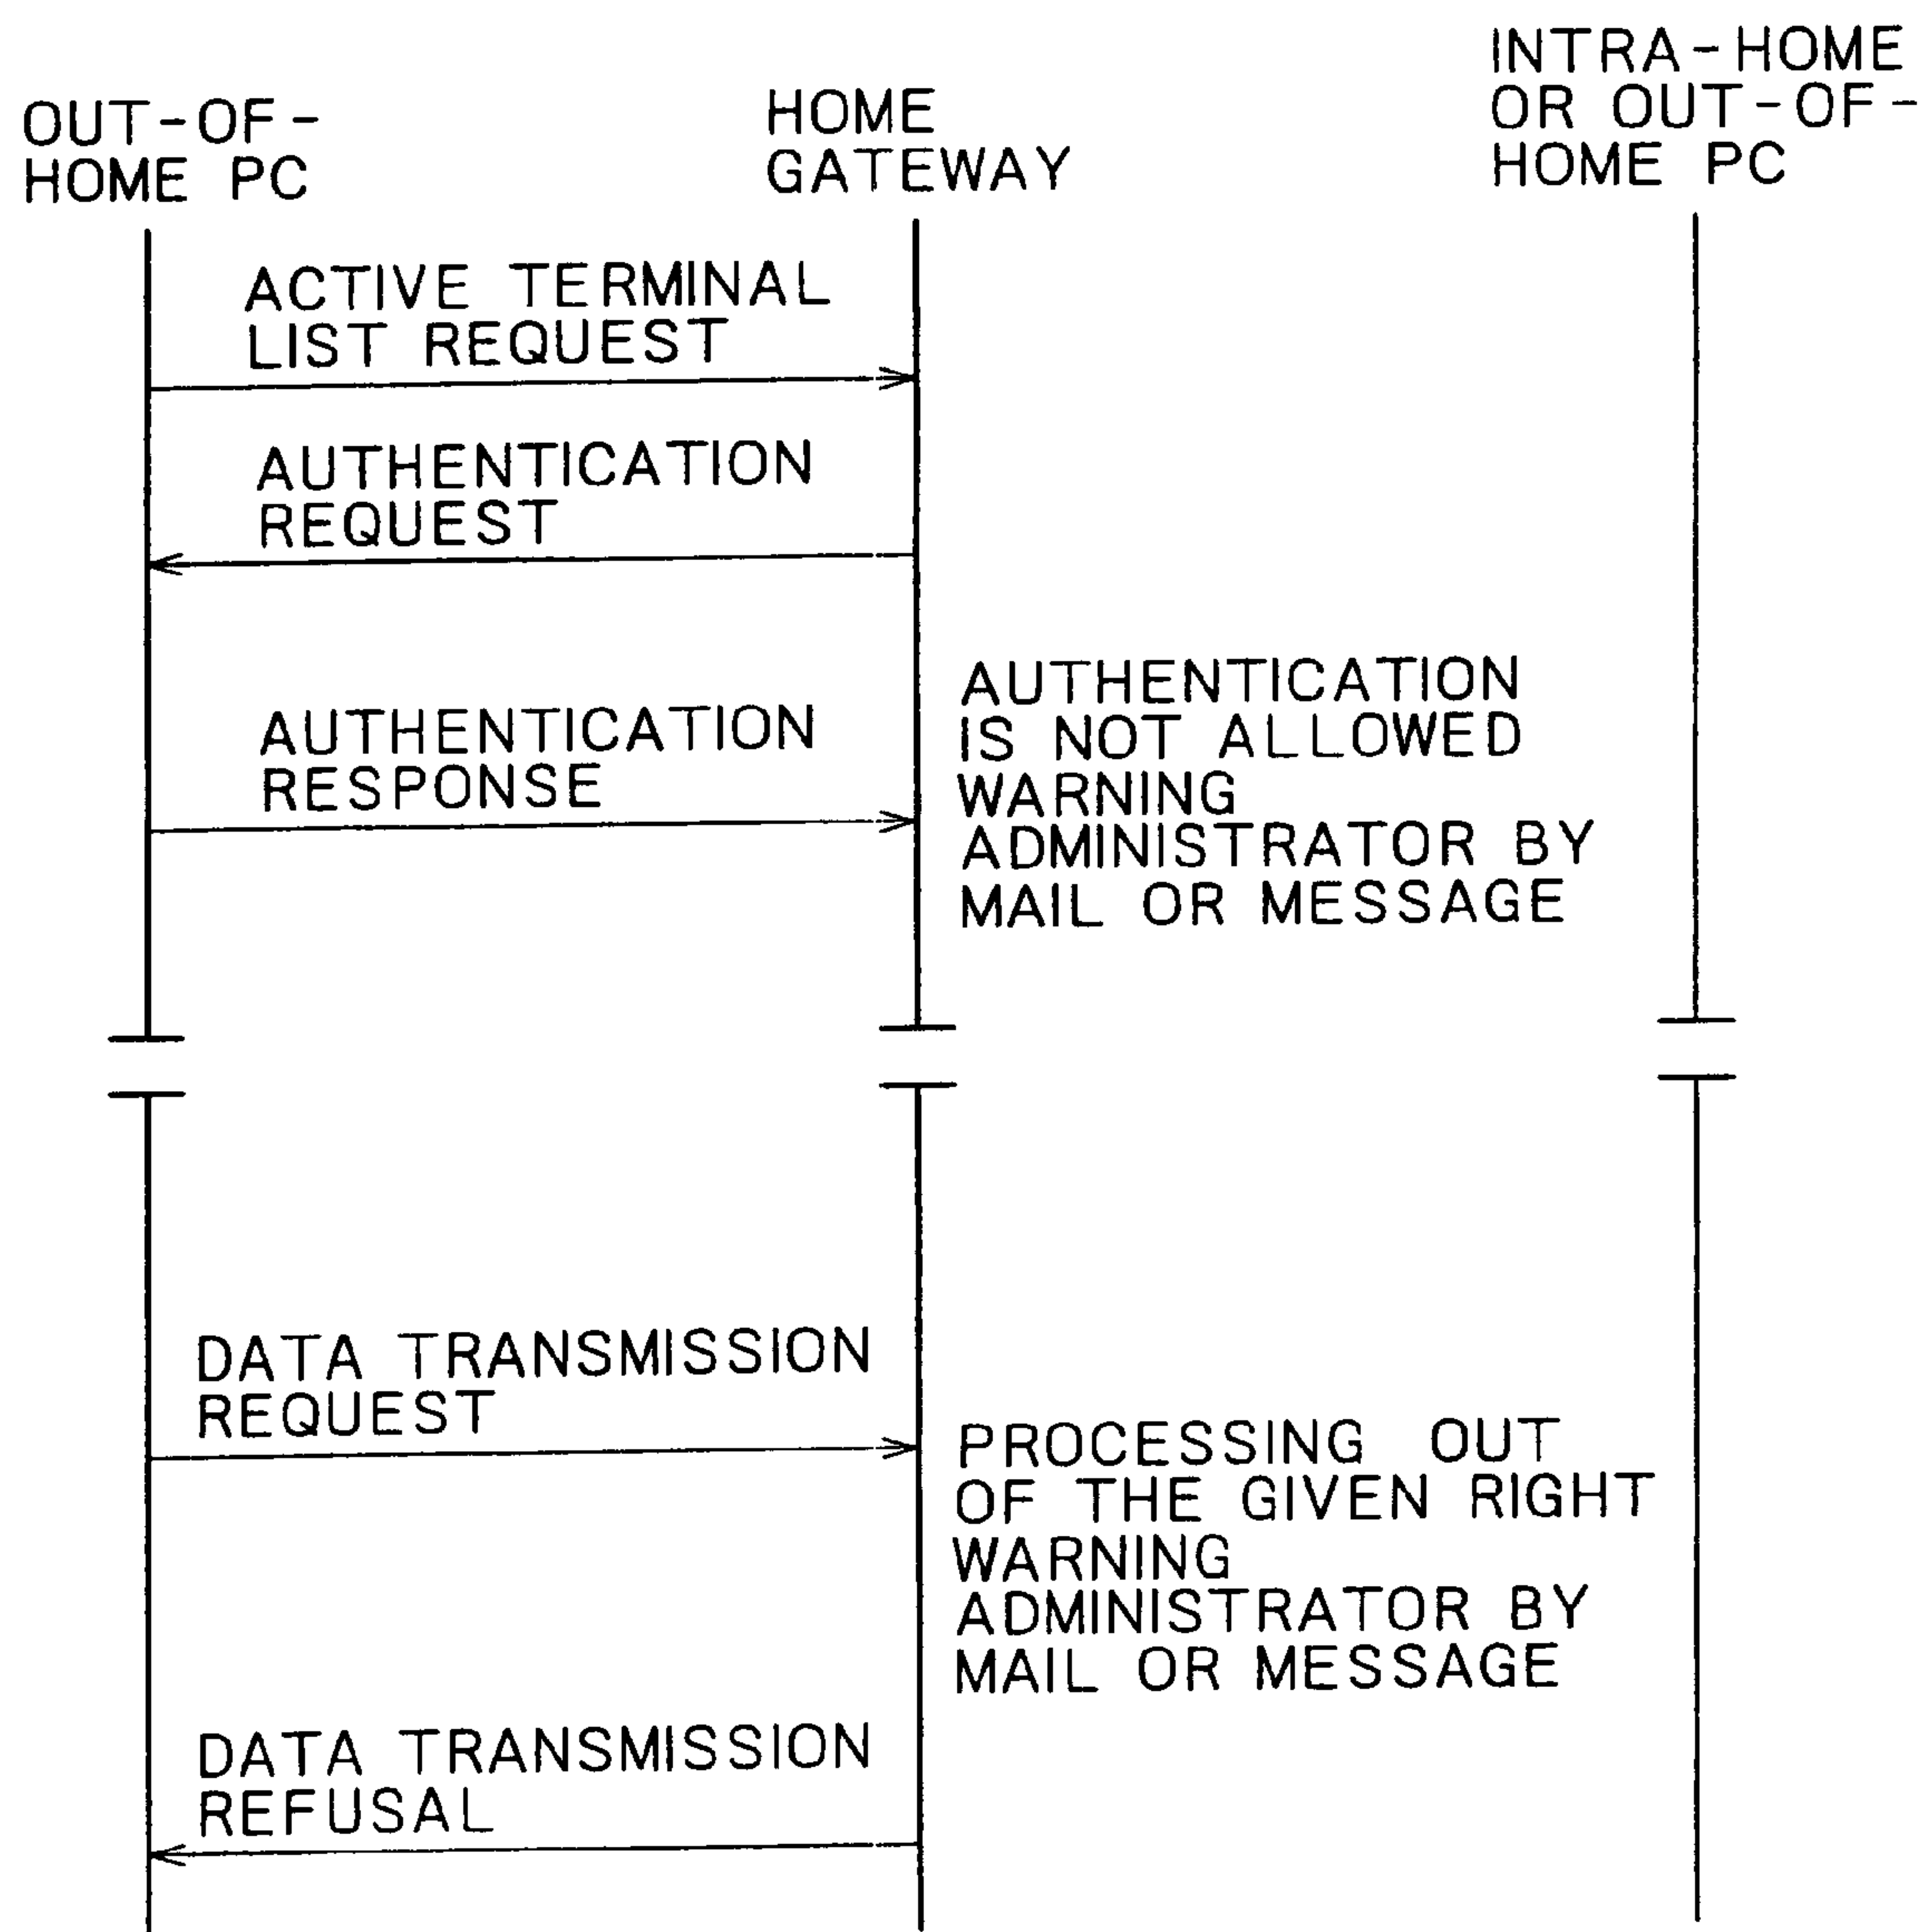 OUT-OF-
HOME PC
HOME
GATEWAY
INTRA-HOME
OR OUT-OF-
HOME PC
ACTIVE TERMINAL
LIST REQUEST
AUTHENTICATION
REQUEST
AUTHENTICATION
RESPONSE
AUTHENTICATION
IS NOT ALLOWED
WARNING
ADMINISTRATOR BY
MAIL OR MESSAGE
DATA TRANSMISSION
REQUEST
PROCESSING OUT
OF THE GIVEN RIGHT
WARNING
ADMINISTRATOR BY
MAIL OR MESSAGE
DATA TRANSMISSION
REFUSAL